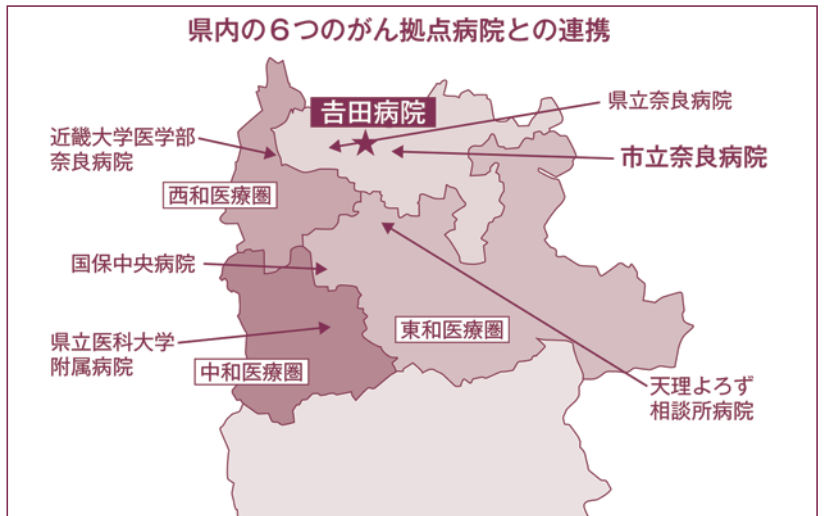 県内の6つのがん拠点病院との連携
𠮷田病院
県立奈良病院
近畿大学医学部
奈良病院
市立奈良病院
西和医療圏
国保中央病院
東和医療圏
県立医科大学
附属病院
中和医療圏
天理よろず
相談所病院